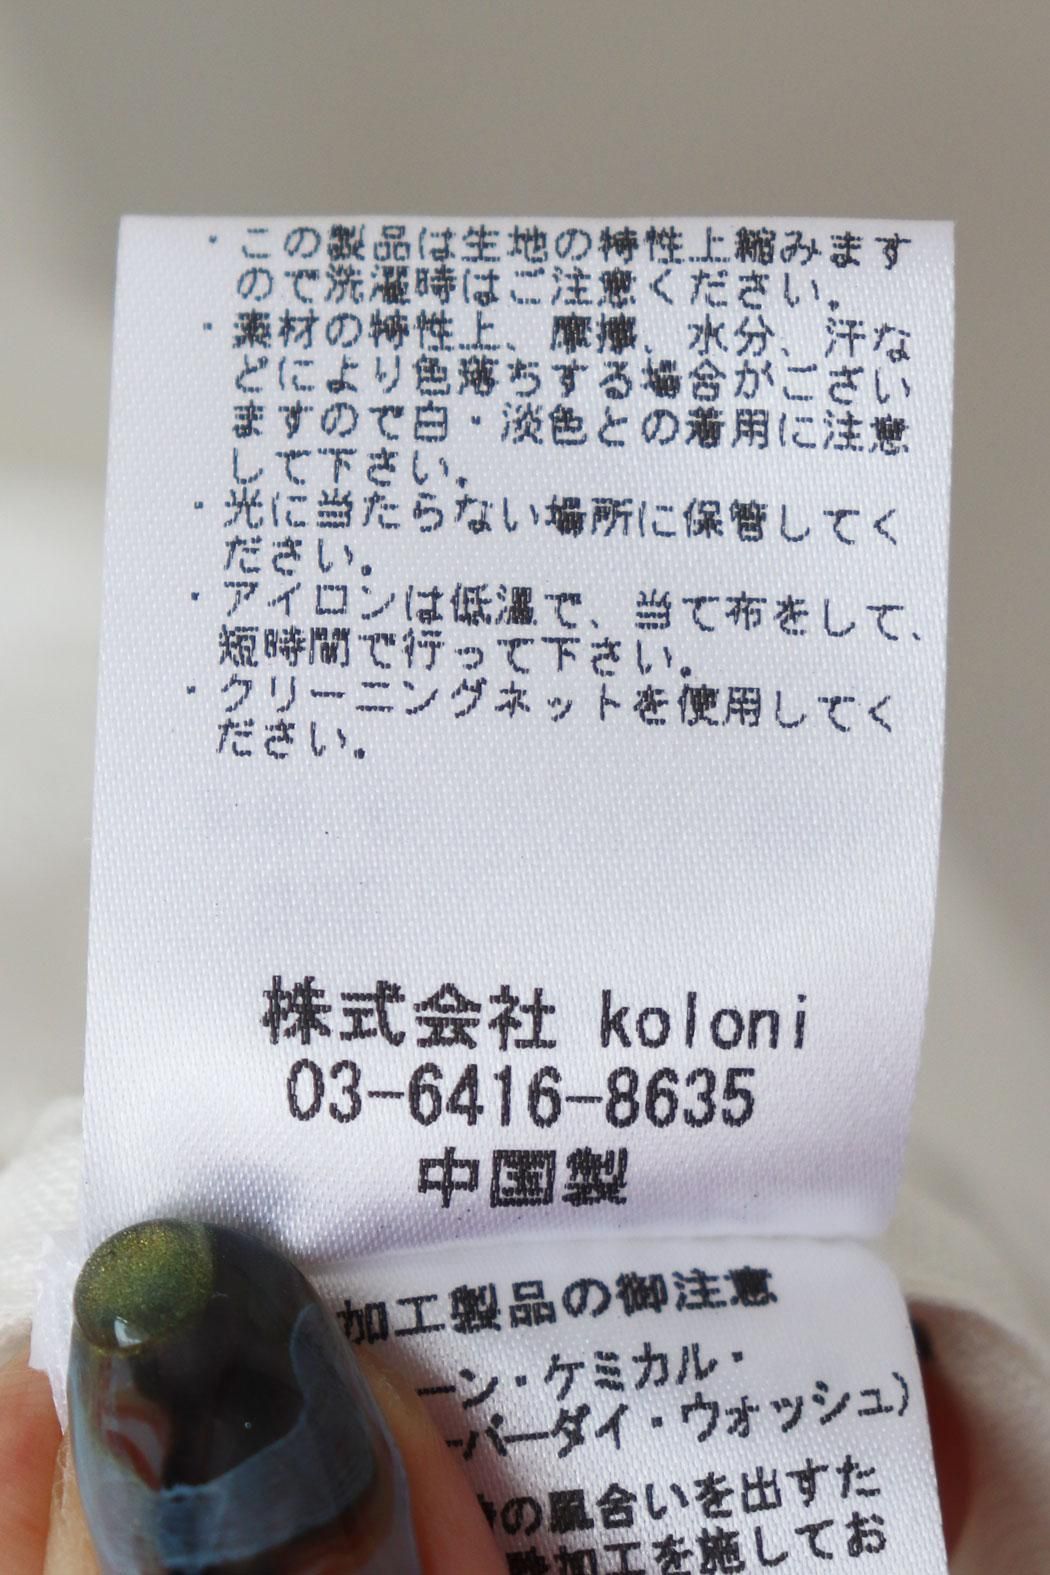 ・この製品は生地の特性上縮みます
ので洗濯時はご注意ください。
・素材の特性上、摩擦、水分、汗な
どにより色落ちする場合がござい
ますので白・淡色との着用に注意
して下さい。
・光に当たらない場所に保管してく
ださい。
・アイロンは低温で、当て布をして、
短時間で行って下さい。
・クリーニングネットを使用してく
ださい。
株式会社 koloni
03-6416-8635
中国製
加工製品の御注意
ーン・ケミカル・
ーバーダイ・ウォッシュ)
の風合いを出すた
加工を施してお